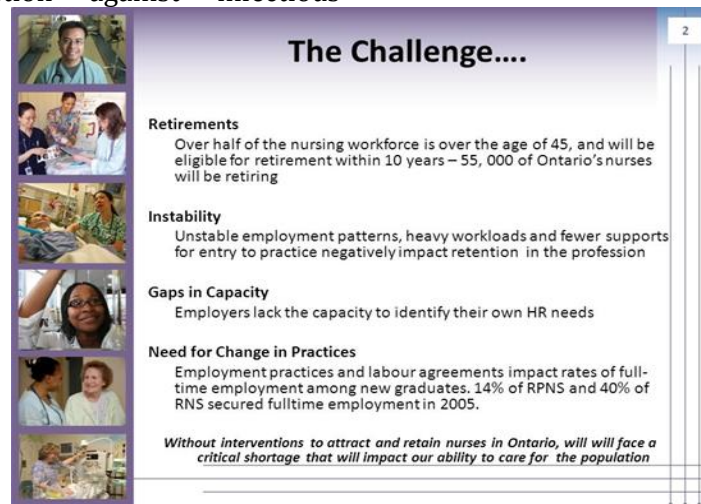 against infectious
2
The Challenge....
Retirements
Over half of the nursing workforce is over the age of 45, and will be
eligible for retirement within 10 years – 55, 000 of Ontario's nurses
will be retiring
Instability
Unstable employment patterns, heavy workloads and fewer supports
for entry to practice negatively impact retention in the profession
Gaps in Capacity
Employers lack the capacity to identify their own HR needs
Need for Change in Practices
Employment practices and labour agreements impact rates of full-
time employment among new graduates. 14% of RPNS and 40% of
RNS secured fulltime employment in 2005.
Without interventions to attract and retain nurses in Ontario, will will face a
critical shortage that will impact our ability to care for the population